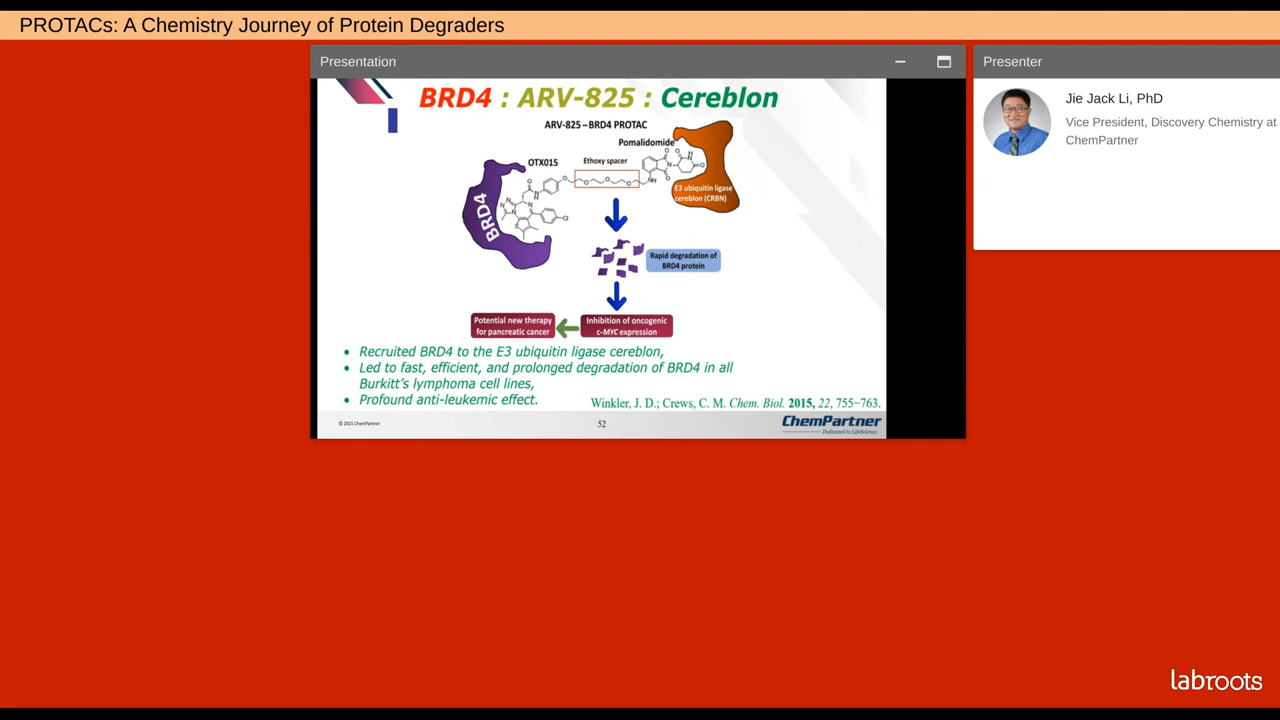 PROTACs: A Chemistry Journey of Protein Degraders
Presentation
Presenter
Jie Jack Li, PhD
Vice President, Discovery Chemistry at
ChemPartner
BRD4 : ARV-825 : Cereblon
ARV-825–BRD4 PROTAC
Pomalidomide
OTX015
Ethoxy spacer
BRD4
E3 ubiquitin ligase
cereblon (CRBN)
Rapid degradation of
BRD4 protein
Potential new therapy
for pancreatic cancer
Inhibition of oncogenic
c-MYC expression
• Recruited BRD4 to the E3 ubiquitin ligase cereblon,
• Led to fast, efficient, and prolonged degradation of BRD4 in all
Burkitt’s lymphoma cell lines,
• Profound anti-leukemic effect.
Winkler, J. D.; Crews, C. M. Chem. Biol. 2015, 22, 755−763.
© 2021 ChemPartner
52
ChemPartner
Dedicated to LifeScience
labroots